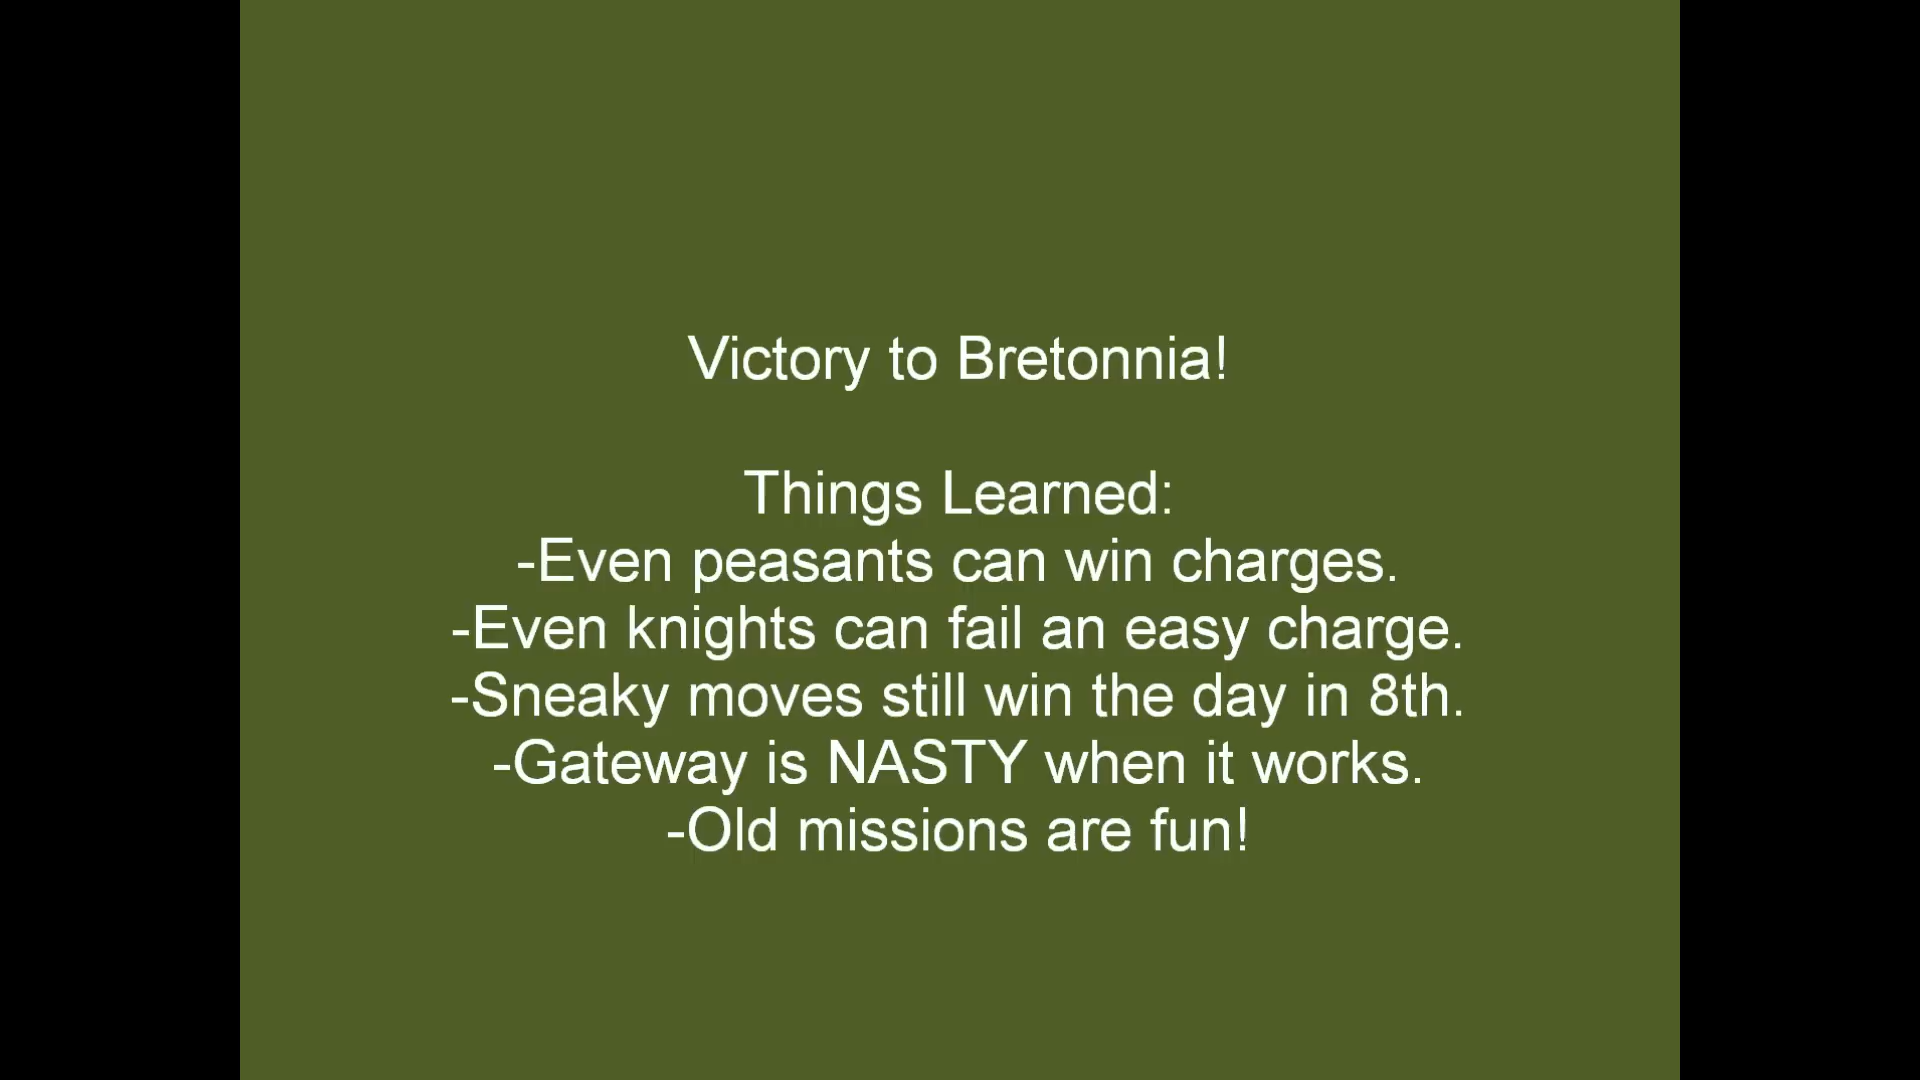 Victory to Bretonnia!
Things Learned:
-Even peasants can win charges.
-Even knights can fail an easy charge.
-Sneaky moves still win the day in 8th.
-Gateway is NASTY when it works.
-Old missions are fun!